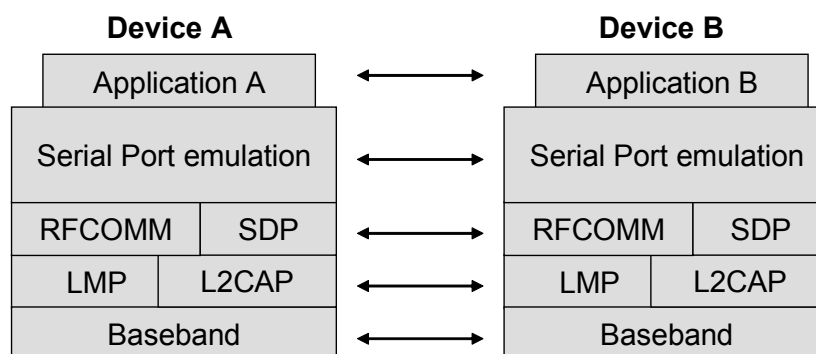 Device A Device B
Application A Application B
Serial Port emulation Serial Port emulation
RFCOMM SDP RFCOMM SDP
LMP L2CAP LMP L2CAP
Baseband Baseband